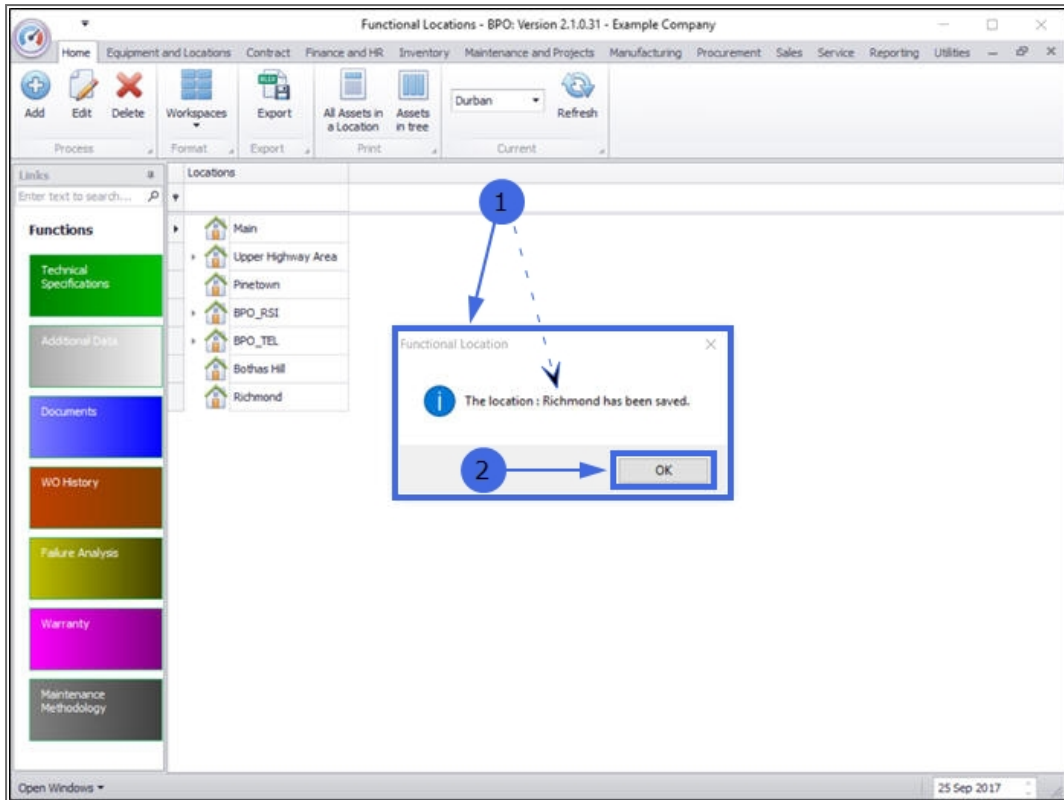 Functional Locations - BPO: Version 2.1.0.31 - Example Company
Home Equipment and Locations Contract Finance and HR Inventory Maintenance and Projects Manufacturing Procurement Sales Service Reporting Utilities
Add Edit Delete Workspaces Export All Assets in a Location Assets in tree Durban Refresh
Process Format Export Print Current
Links
Enter text to search...
Locations
Functions
Technical
Specifications
Additional Data
Documents
WO History
Failure Analysis
Warranty
Maintenance
Methodology
Main
Upper Highway Area
Pinetown
BPO_RSI
BPO_TEL
Bothas Hill
Richmond
1
Functional Location
The location : Richmond has been saved.
2
OK
Open Windows
25 Sep 2017